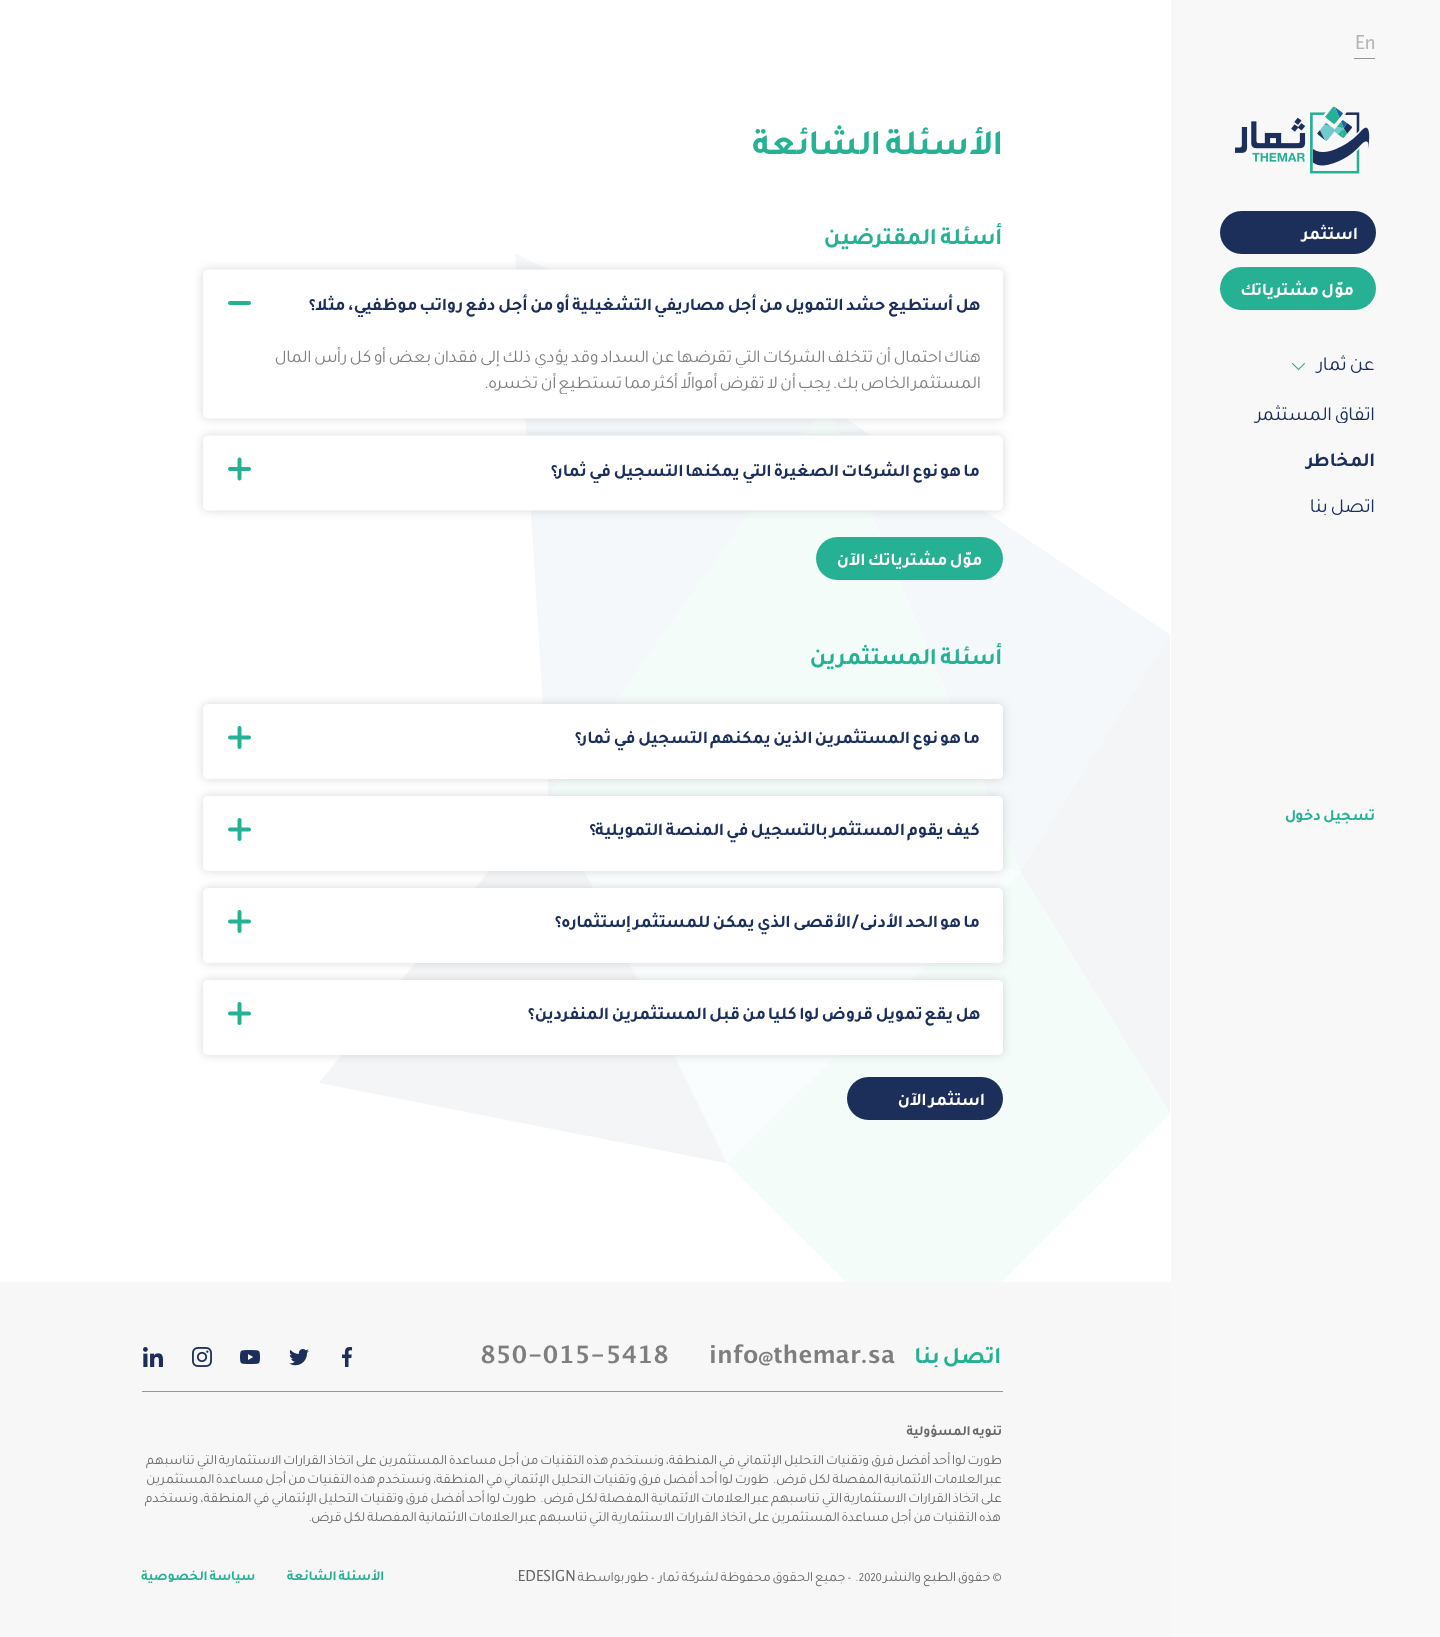 En
ثمار
THEMAR
استثمر
موّل مشترياتك
عن ثمار
اتفاق المستثمر
المخاطر
اتصل بنا
تسجيل دخول
الأسئلة الشائعة
أسئلة المقترضين
هل أستطيع حشد التمويل من أجل مصاريفي التشغيلية أو من أجل دفع رواتب موظفيي، مثلا؟
هناك احتمال أن تتخلف الشركات التي تقرضها عن السداد وقد يؤدي ذلك إلى فقدان بعض أو كل رأس المال
المستثمر الخاص بك. يجب أن لا تقرض أموالًا أكثر مما تستطيع أن تخسره.
ما هو نوع الشركات الصغيرة التي يمكنها التسجيل في ثمار؟
موّل مشترياتك الآن
أسئلة المستثمرين
ما هو نوع المستثمرين الذين يمكنهم التسجيل في ثمار؟
كيف يقوم المستثمر بالتسجيل في المنصة التمويلية؟
ما هو الحد الأدنى/الأقصى الذي يمكن للمستثمر إستثماره؟
هل يقع تمويل قروض لوا كليا من قبل المستثمرين المنفردين؟
استثمر الآن
اتصل بنا info@themar.sa 850-015-5418
تنويه المسؤولية
طورت لوا أحد أفضل فرق وتقنيات التحليل الإئتماني في المنطقة، ونستخدم هذه التقنيات من أجل مساعدة المستثمرين على اتخاذ القرارات الاستثمارية التي تناسبهم
عبر العلامات الائتمانية المفصلة لكل قرض. طورت لوا أحد أفضل فرق وتقنيات التحليل الإئتماني في المنطقة، ونستخدم هذه التقنيات من أجل مساعدة المستثمرين
على اتخاذ القرارات الاستثمارية التي تناسبهم عبر العلامات الائتمانية المفصلة لكل قرض. طورت لوا أحد أفضل فرق وتقنيات التحليل الإئتماني في المنطقة، ونستخدم
هذه التقنيات من أجل مساعدة المستثمرين على اتخاذ القرارات الاستثمارية التي تناسبهم عبر العلامات الائتمانية المفصلة لكل قرض.
© حقوق الطبع والنشر 2020. - جميع الحقوق محفوظة لشركة ثمار - طور بواسطة EDESIGN.
الأسئلة الشائعة
سياسة الخصوصية